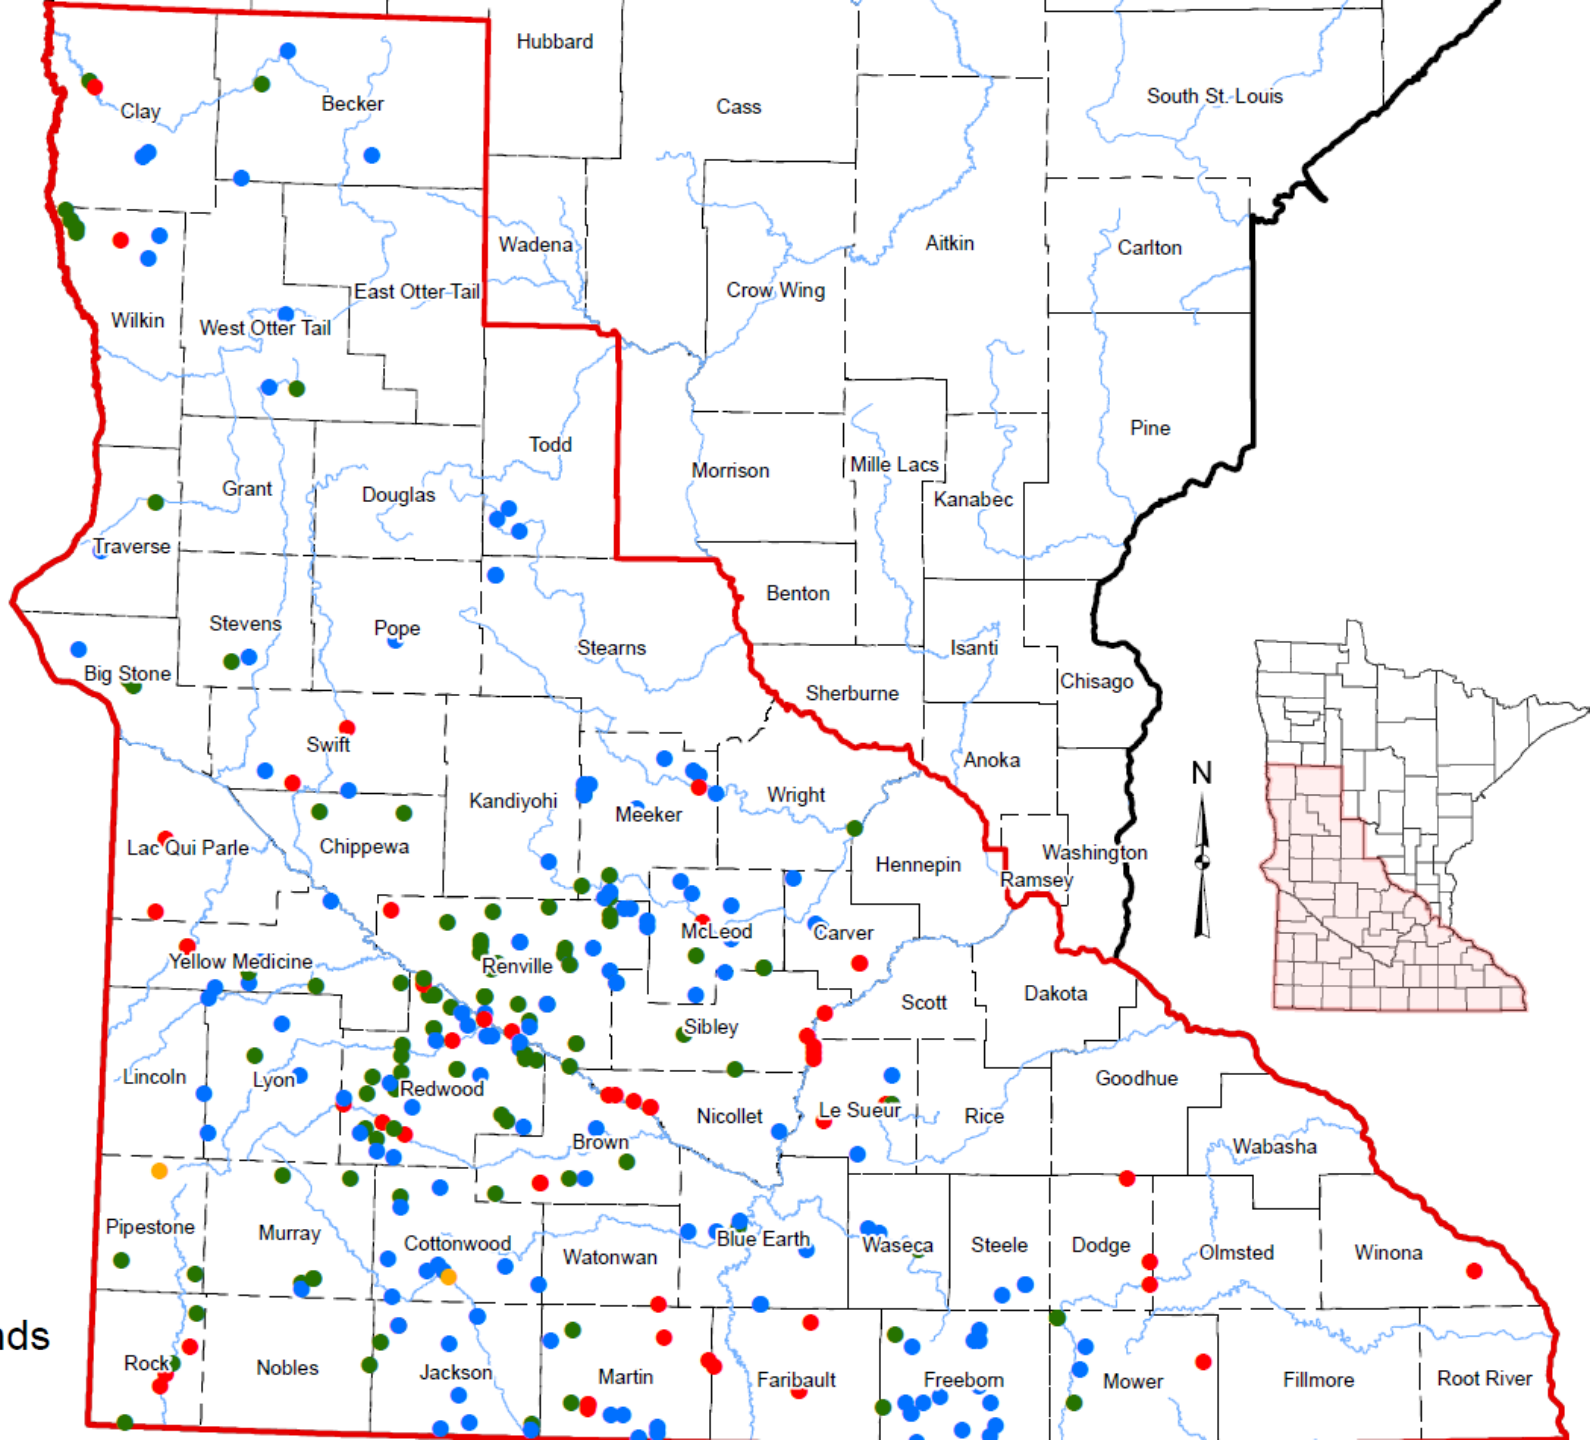 Hubbard
South St. Louis
Becker
Cass
Clay
Wadena
Aitkin
Carlton
East Otter Tail
Crow Wing
Wilkin
West Otter Tail
Pine
Todd
Morrison
Mille Lacs
Grant
Douglas
Kanabec
Traverse
Benton
Stevens
Pope
Stearns
Isanti
Big Stone
Chisago
Sherburne
Swift
Anoka
N
Kandiyohi
Wright
Meeker
Lac Qui Parle
Chippewa
Hennepin
Washington
Ramsey
McLeod
Carver
Yellow Medicine
Renville
Scott
Dakota
Sibley
Lincoln
Lyon
Redwood
Goodhue
Nicollet
Le Sueur
Rice
Brown
Wabasha
Pipestone
Murray
Cottonwood
Watonwan
Blue Earth
Waseca
Steele
Dodge
Olmsted
Winona
nds
Rock
Nobles
Jackson
Martin
Faribault
Freeborn
Mower
Fillmore
Root River